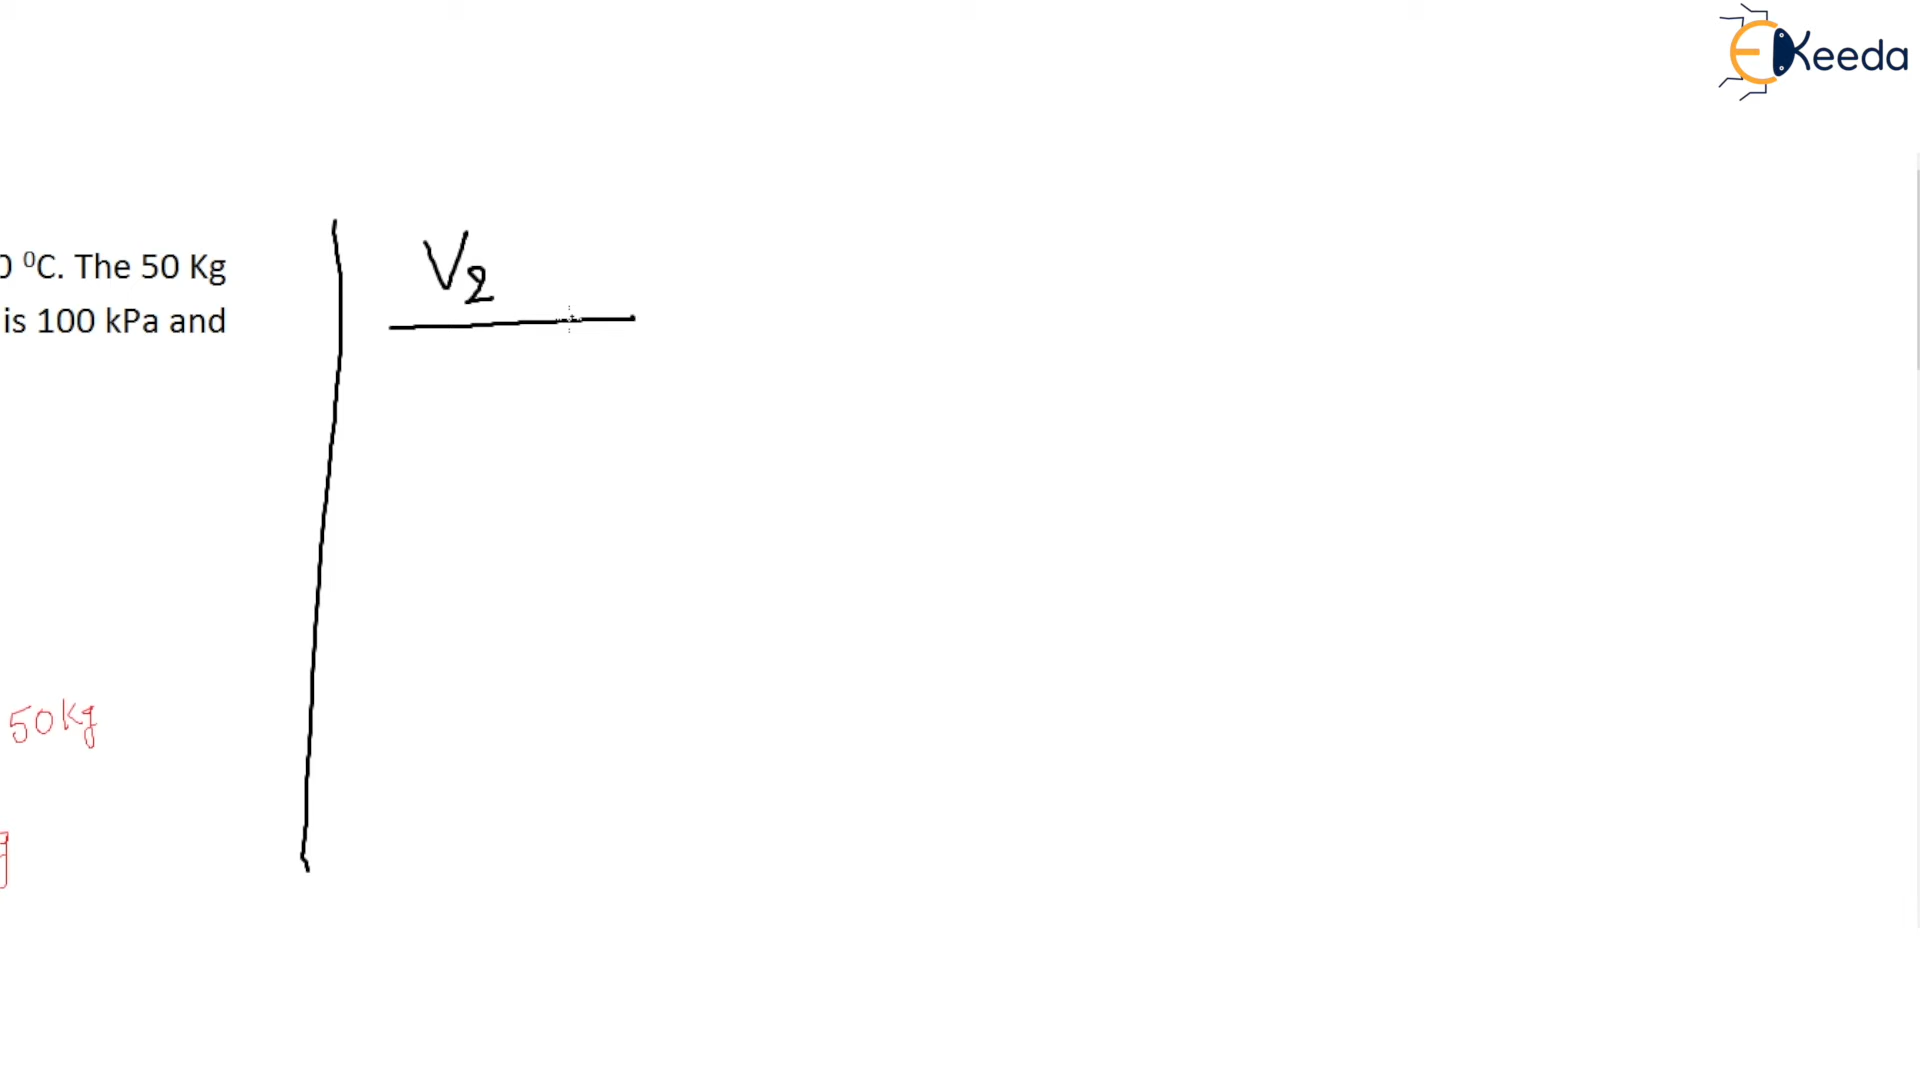 EKeeda
0 ⁰C. The 50 Kg
is 100 kPa and
V₂
50kg